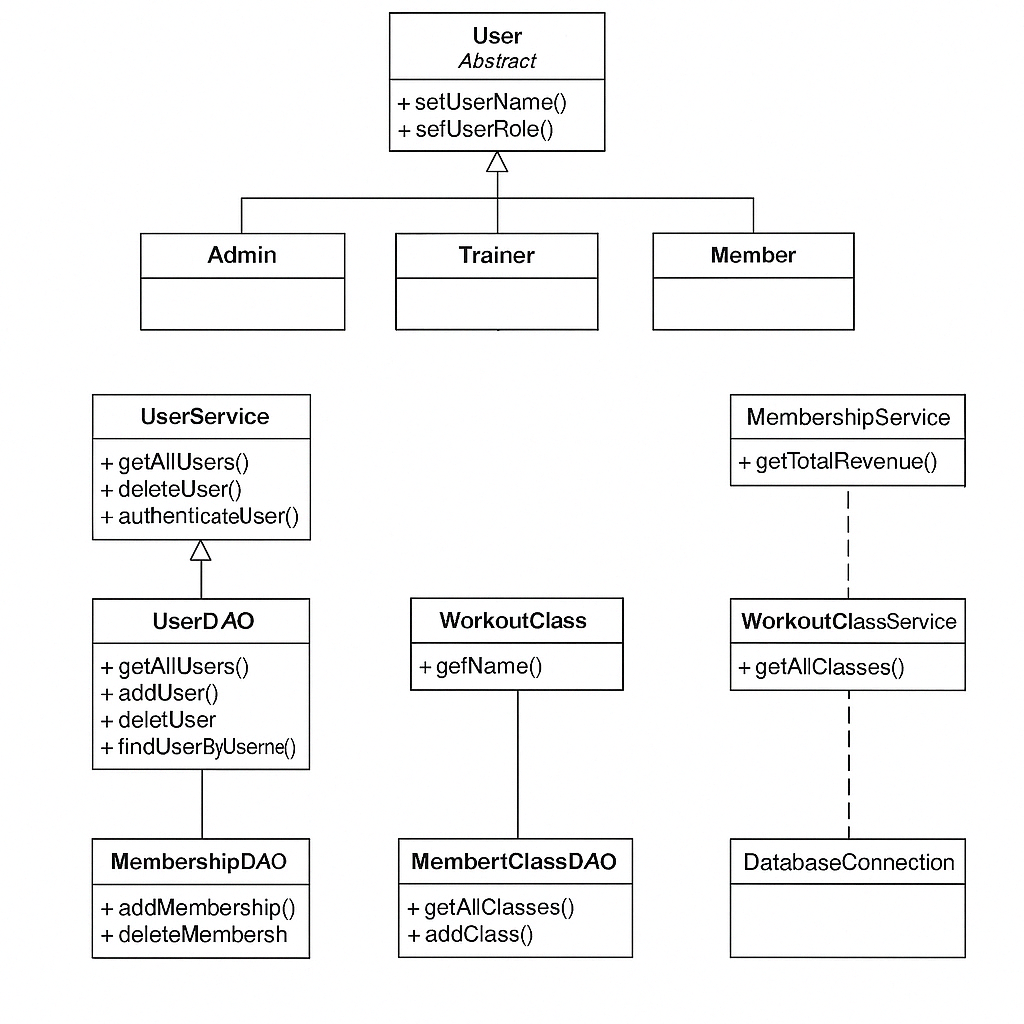 User
Abstract
+ setUserName()
+ sefUserRole()
Admin
Trainer
Member
UserService
+ getAllUsers()
+ deleteUser()
+ authenticateUser()
MembershipService
+ getTotalRevenue()
UserDAO
+ getAllUsers()
+ addUser()
+ deletUser
+ findUserByUserne()
WorkoutClass
+ gefName()
WorkoutClassService
+ getAllClasses()
MembershipDAO
+ addMembership()
+ deleteMembersh
MembertClassDAO
+ getAllClasses()
+ addClass()
DatabaseConnection